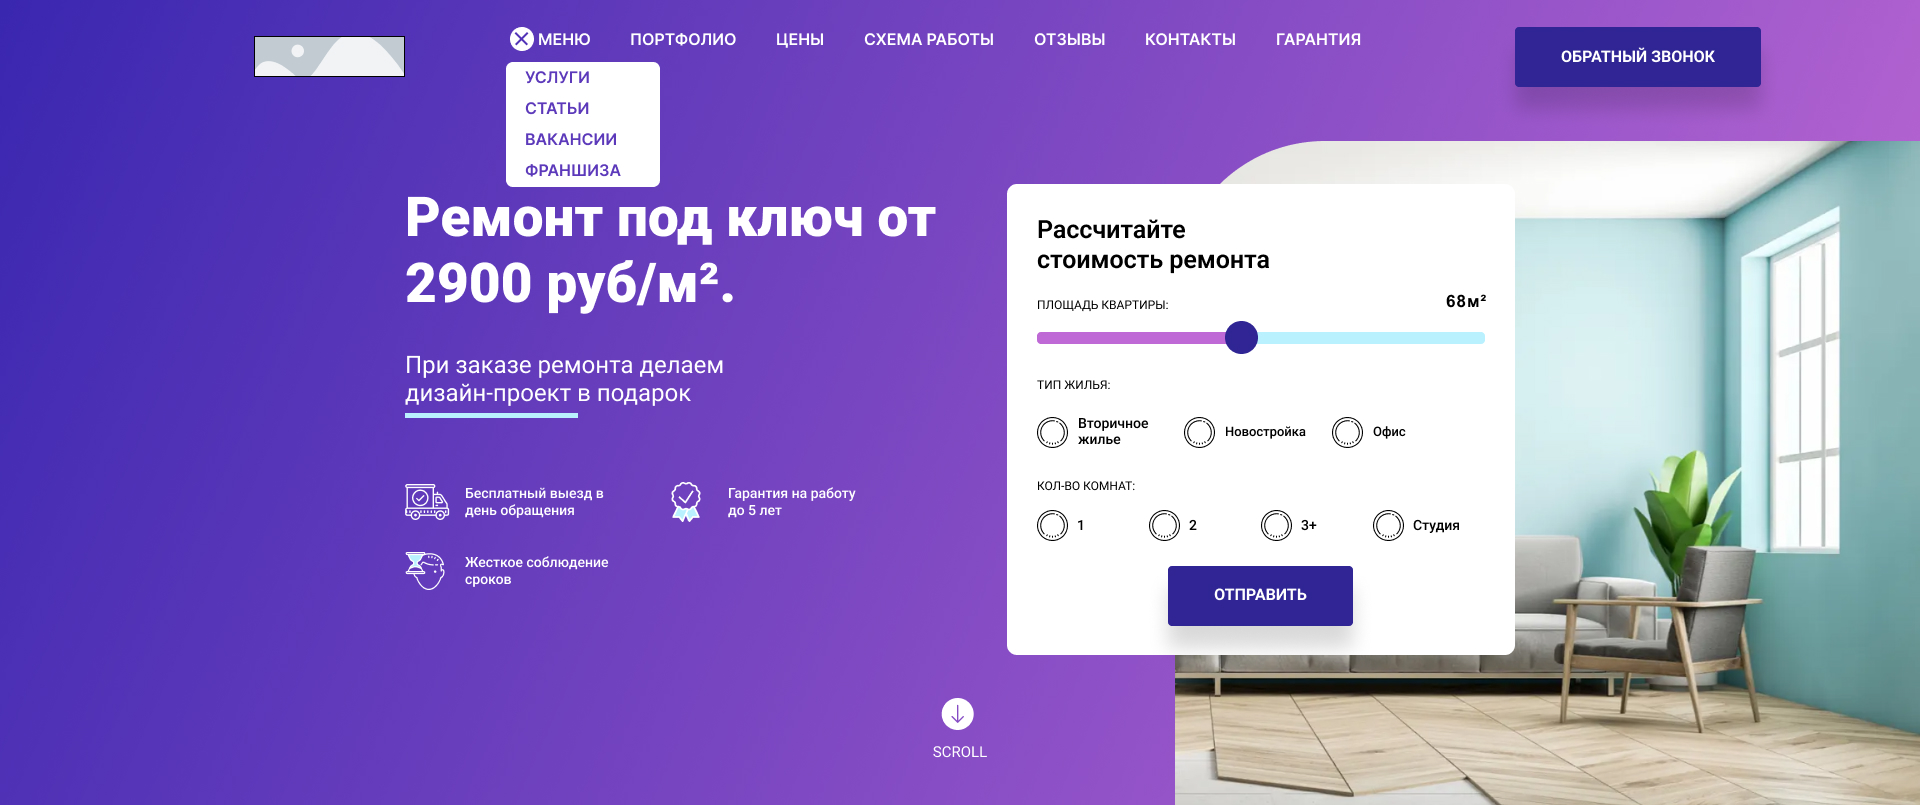 МЕНЮ
ПОРТФОЛИО
ЦЕНЫ
СХЕМА РАБОТЫ
ОТЗЫВЫ
КОНТАКТЫ
ГАРАНТИЯ
ОБРАТНЫЙ ЗВОНОК
УСЛУГИ
СТАТЬИ
ВАКАНСИИ
ФРАНШИЗА
Ремонт под ключ от
2900 руб/м².
При заказе ремонта делаем
дизайн-проект в подарок
Бесплатный выезд в
день обращения
Гарантия на работу
до 5 лет
Жесткое соблюдение
сроков
Рассчитайте
стоимость ремонта
ПЛОЩАДЬ КВАРТИРЫ:
68м²
ТИП ЖИЛЬЯ:
Вторичное
жилье
Новостройка
Офис
КОЛ-ВО КОМНАТ:
1
2
3+
Студия
ОТПРАВИТЬ
SCROLL